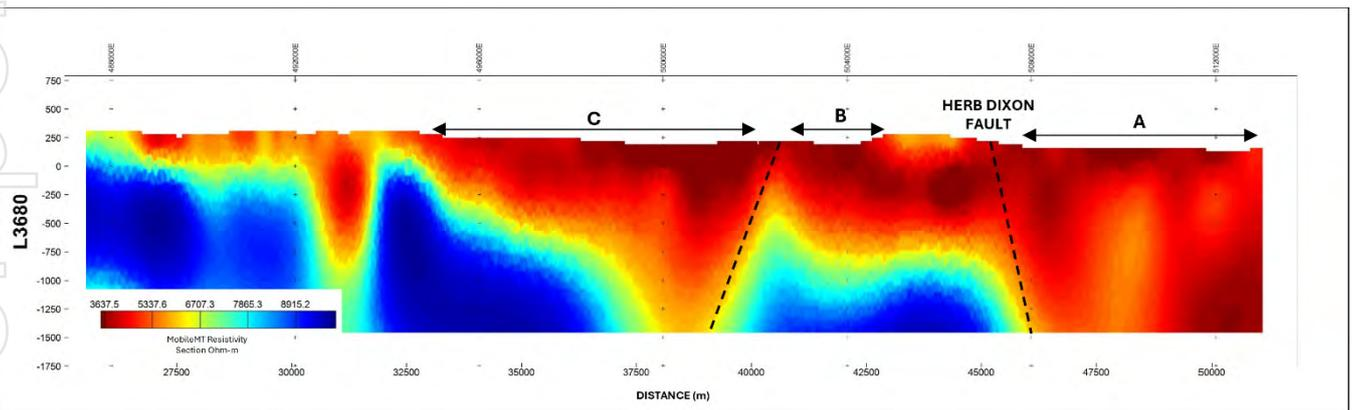 486000E 492000E 498000E 500000E 504000E 508000E 512000E
750
500
250
0
-250
-500
-750
-1000
-1250
-1500
-1750
L3680
C
B
HERB DIXON
FAULT
A
3637.5 5337.6 6707.3 7865.3 8915.2
MobileMT Resistivity
Section Ohm-m
27500 30000 32500 35000 37500 40000 42500 45000 47500 50000
DISTANCE (m)